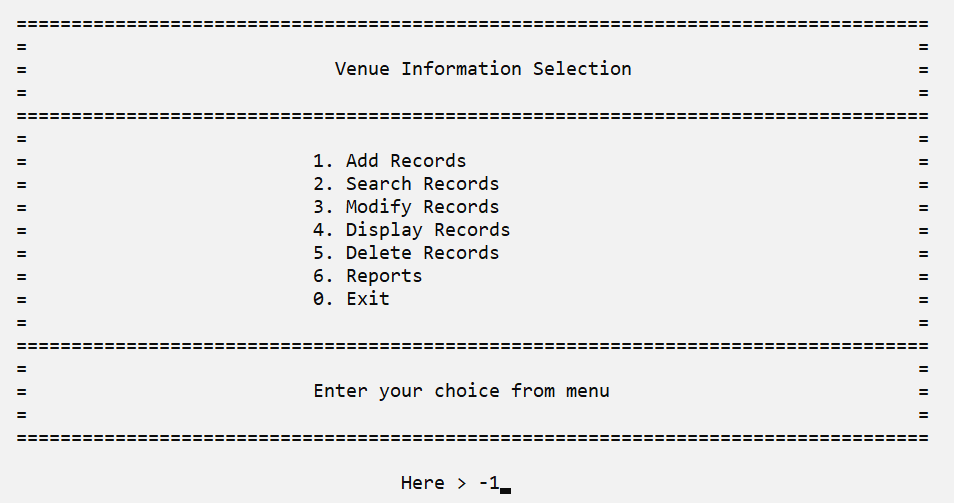 ===================================================================================
= =
= Venue Information Selection =
= =
===================================================================================
= =
= 1. Add Records =
= 2. Search Records =
= 3. Modify Records =
= 4. Display Records =
= 5. Delete Records =
= 6. Reports =
= 0. Exit =
= =
===================================================================================
= =
= Enter your choice from menu =
= =
===================================================================================
Here > -1